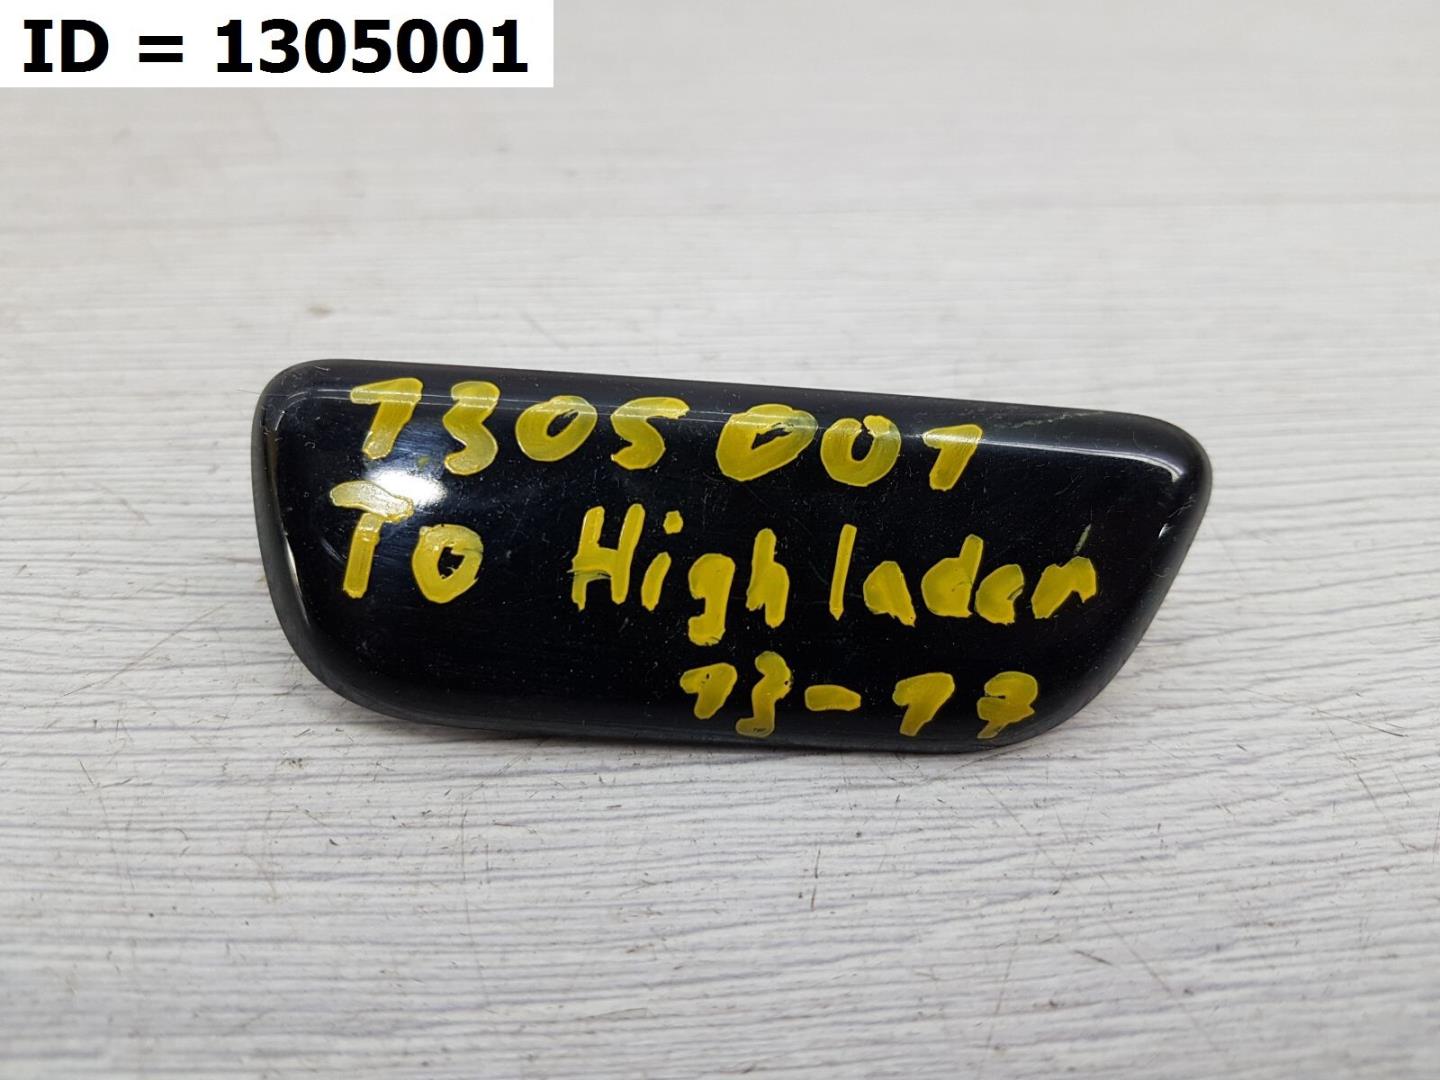 ID = 1305001
1305001
TO Highlader
13-17